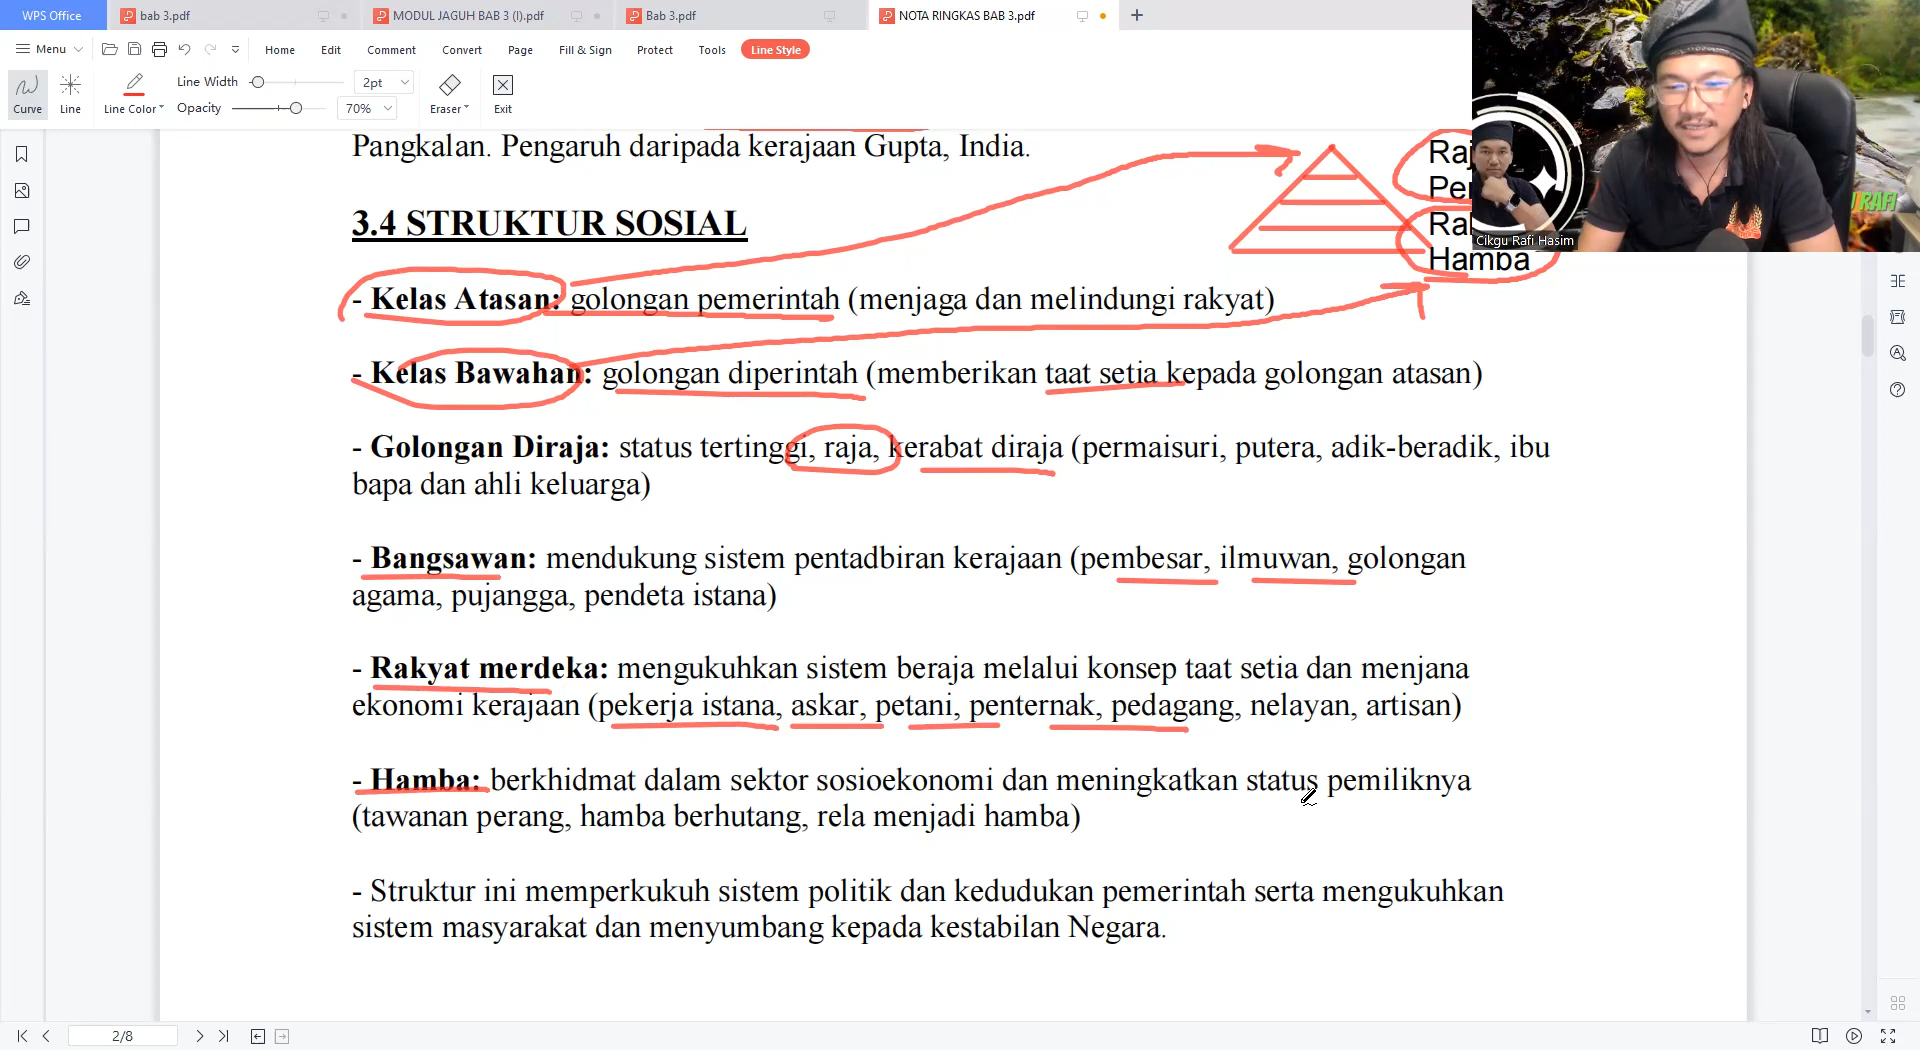 WPS Office
bab 3.pdf
MODUL JAGUH BAB 3 (I).pdf
Bab 3.pdf
NOTA RINGKAS BAB 3.pdf
Menu
Home
Edit
Comment
Convert
Page
Fill & Sign
Protect
Tools
Line Style
Curve
Line
Line Color
Line Width
2pt
Opacity
70%
Eraser
Exit
Pangkalan. Pengaruh daripada kerajaan Gupta, India.
Hamba
RAFI
Cikgu Rafi Hasim
3.4 STRUKTUR SOSIAL
- Kelas Atasan: golongan pemerintah (menjaga dan melindungi rakyat)
- Kelas Bawahan: golongan diperintah (memberikan taat setia kepada golongan atasan)
- Golongan Diraja: status tertinggi, raja, kerabat diraja (permaisuri, putera, adik-beradik, ibu
bapa dan ahli keluarga)
- Bangsawan: mendukung sistem pentadbiran kerajaan (pembesar, ilmuwan, golongan
agama, pujangga, pendeta istana)
- Rakyat merdeka: mengukuhkan sistem beraja melalui konsep taat setia dan menjana
ekonomi kerajaan (pekerja istana, askar, petani, penternak, pedagang, nelayan, artisan)
- Hamba: berkhidmat dalam sektor sosioekonomi dan meningkatkan status pemiliknya
(tawanan perang, hamba berhutang, rela menjadi hamba)
- Struktur ini memperkukuh sistem politik dan kedudukan pemerintah serta mengukuhkan
sistem masyarakat dan menyumbang kepada kestabilan Negara.
2/8